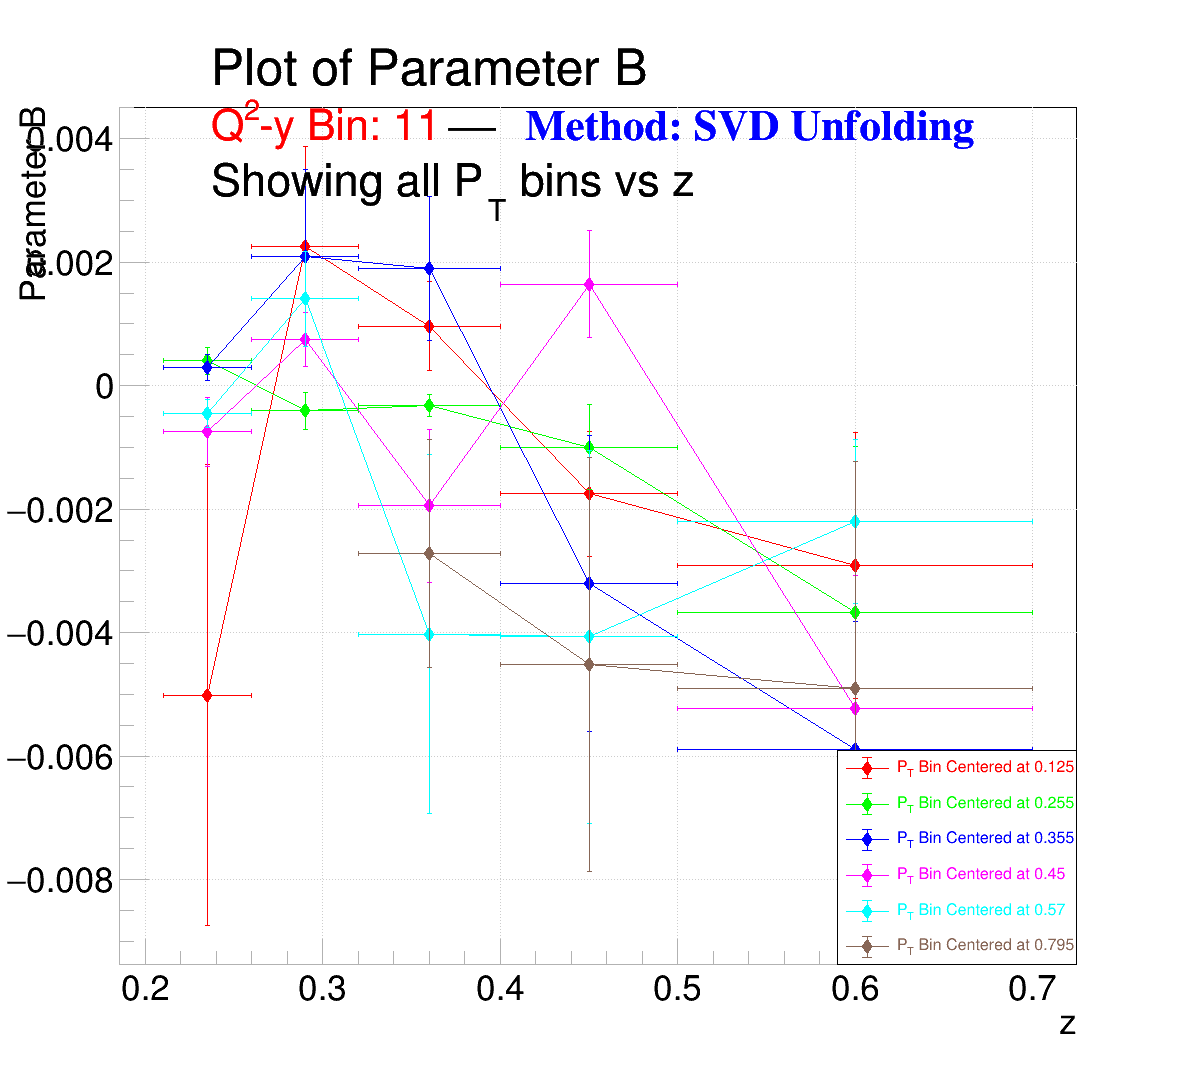 Plot of Parameter B
Q²-y Bin: 11 — Method: SVD Unfolding
Showing all P_T bins vs z
Parameter B
0.004
0.002
0
−0.002
−0.004
−0.006
−0.008
P_T Bin Centered at 0.125
P_T Bin Centered at 0.255
P_T Bin Centered at 0.355
P_T Bin Centered at 0.45
P_T Bin Centered at 0.57
P_T Bin Centered at 0.795
0.2 0.3 0.4 0.5 0.6 0.7
z